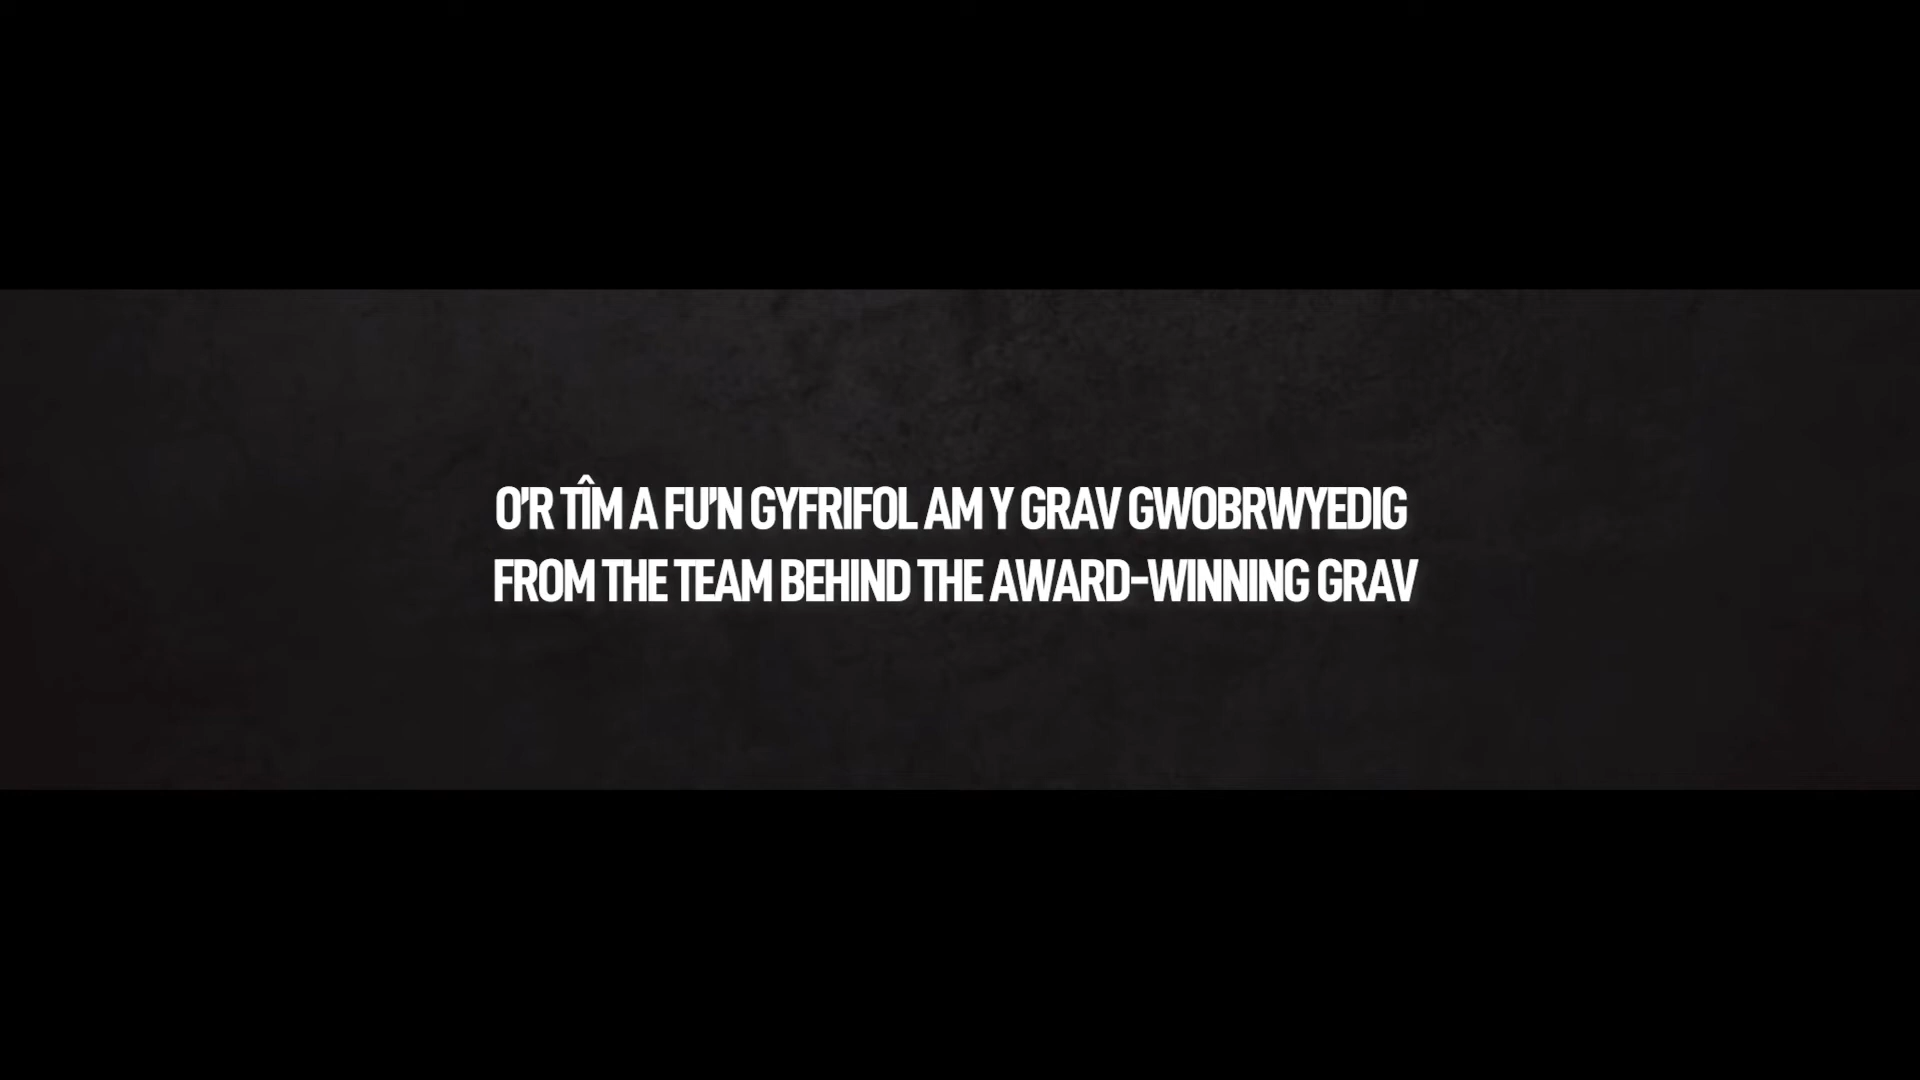 O'R TÎM A FU'N GYFRIFOL AM Y GRAV GWOBRWYEDIG
FROM THE TEAM BEHIND THE AWARD-WINNING GRAV